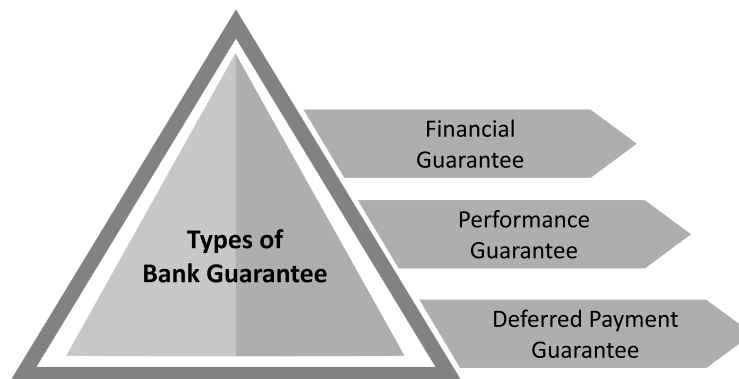 Financial
Guarantee
Performance
Guarantee
Types of
Bank Guarantee
Deferred Payment
Guarantee